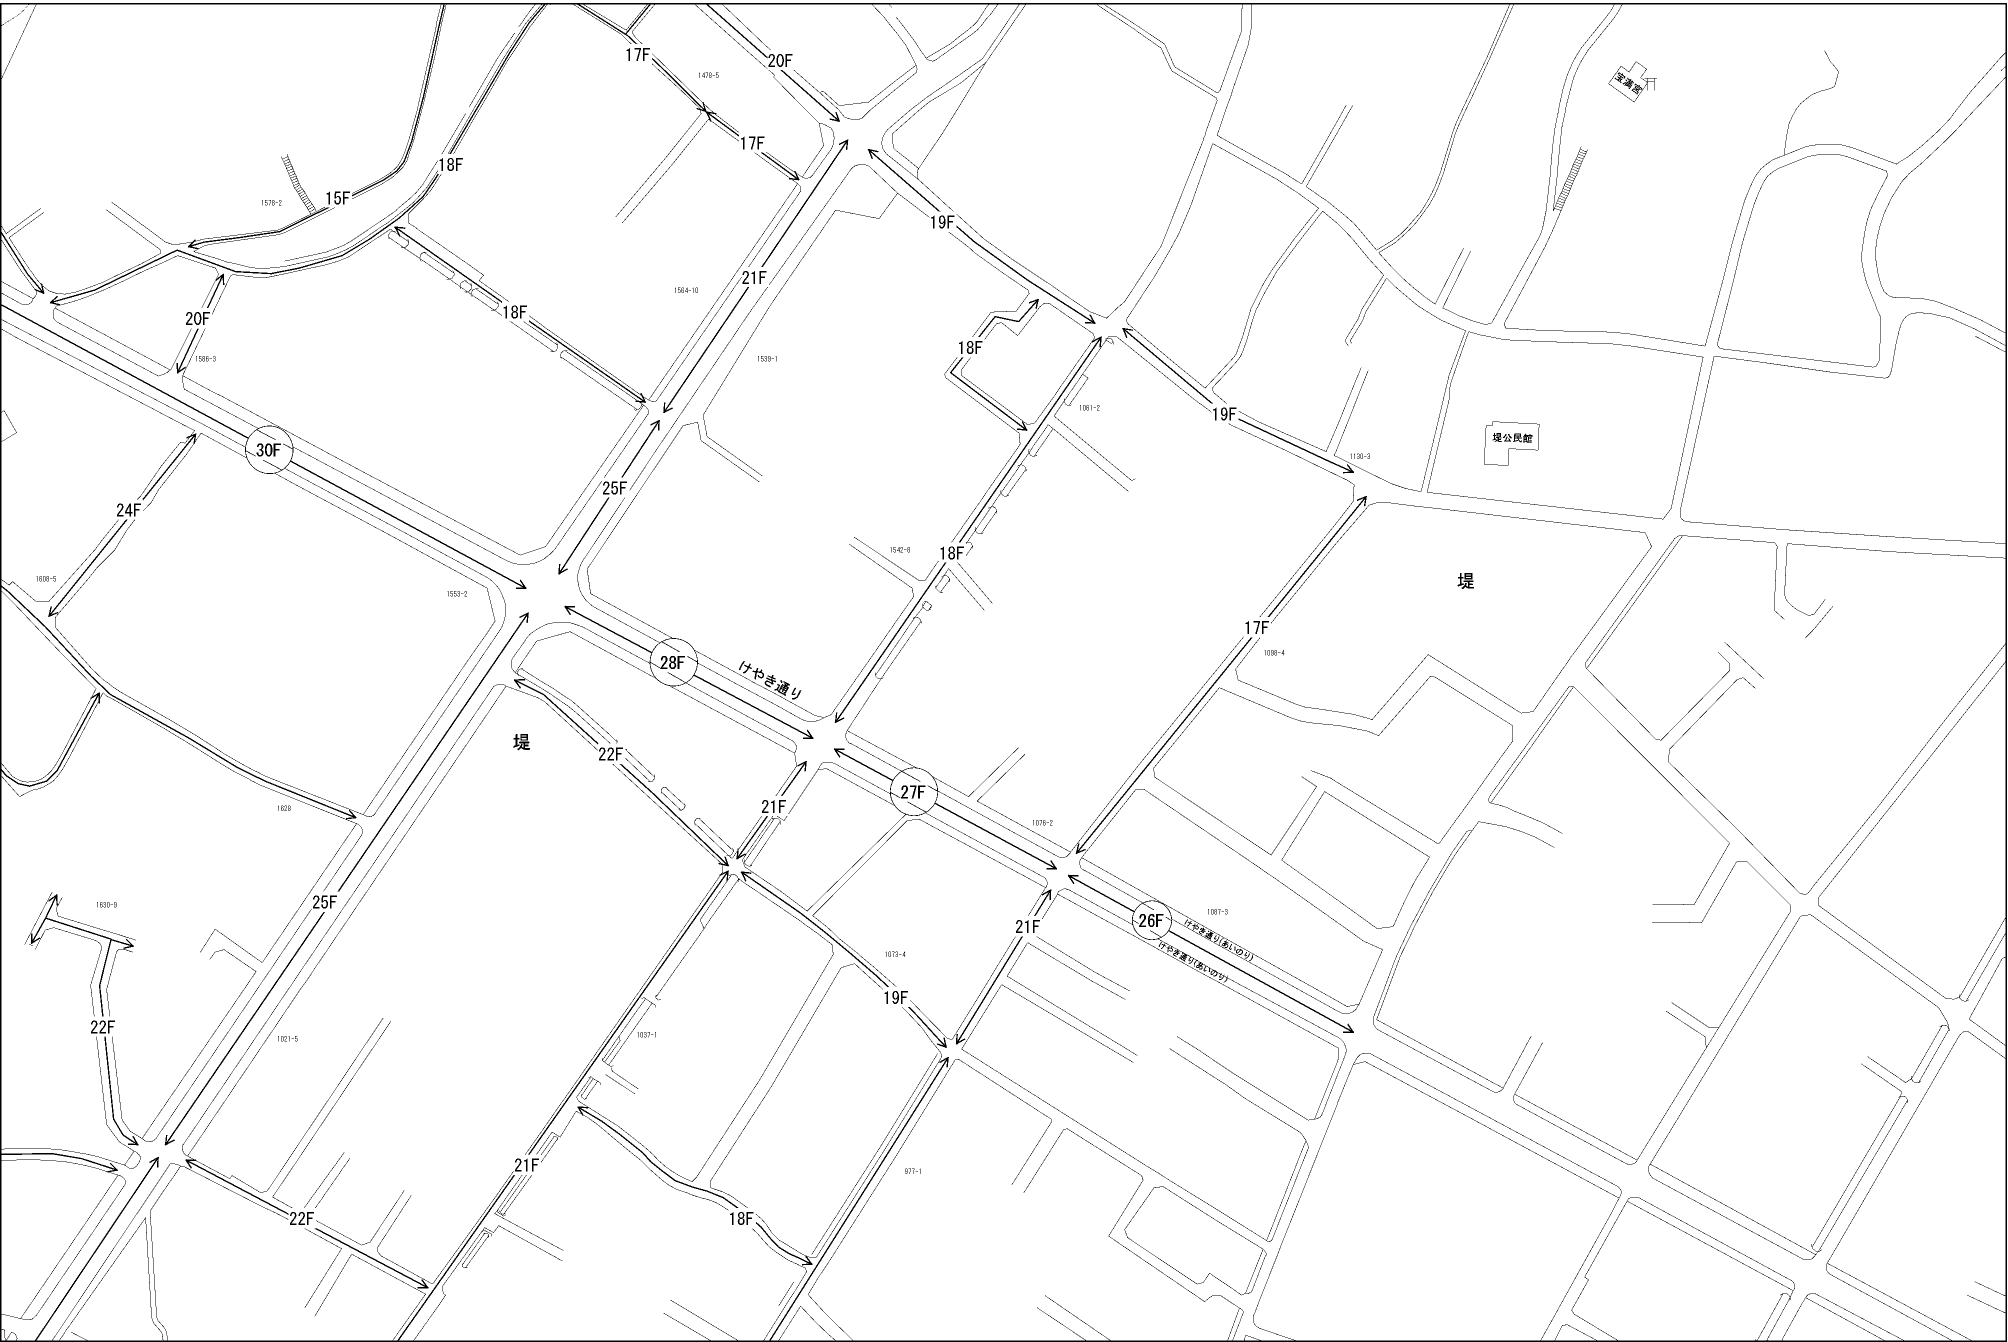 17F
20F
1478-5
宝満宮
17F
18F
15F
1578-2
19F
21F
1564-10
18F
20F
18F
1586-3
1539-1
1061-2
19F
堤公民館
30F
1130-3
25F
24F
1542-8
18F
1608-5
堤
1553-2
17F
1098-4
28F
けやき通り
堤
22F
27F
21F
1628
1076-2
25F
1630-9
1087-3
26F
けやき通り(あいのり)
けやき通り(あいのり)
21F
1073-4
19F
22F
1021-5
1037-1
21F
977-1
22F
18F